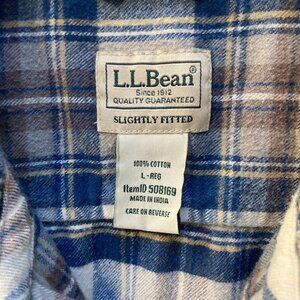 L.L.Bean®
Since 1912
QUALITY GUARANTEED
SLIGHTLY FITTED
100% COTTON
L - REG
ItemID 508169
MADE IN INDIA
CARE ON REVERSE